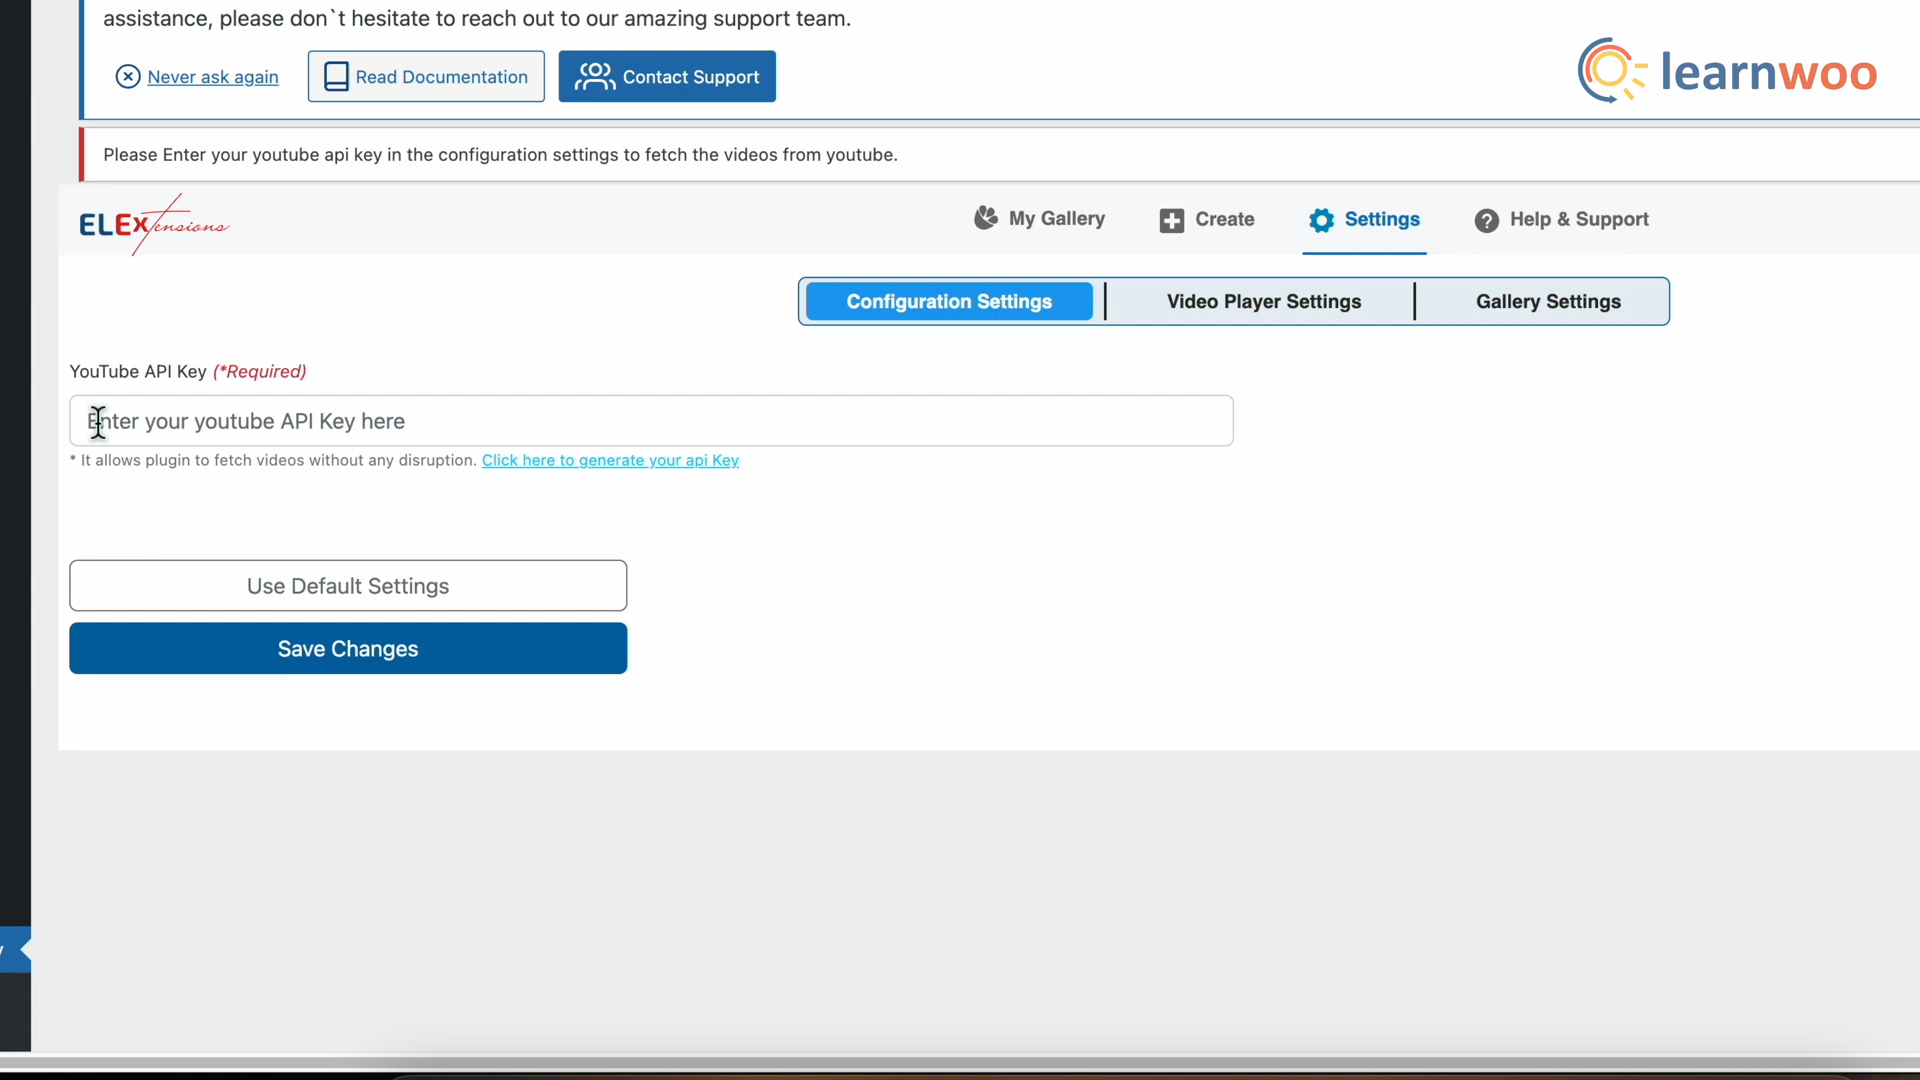 assistance, please don`t hesitate to reach out to our amazing support team.
Never ask again
Read Documentation
Contact Support
learnwoo
Please Enter your youtube api key in the configuration settings to fetch the videos from youtube.
ELEXtensions
My Gallery
Create
Settings
Help & Support
Configuration Settings
Video Player Settings
Gallery Settings
YouTube API Key (*Required)
Enter your youtube API Key here
* It allows plugin to fetch videos without any disruption. Click here to generate your api Key
Use Default Settings
Save Changes